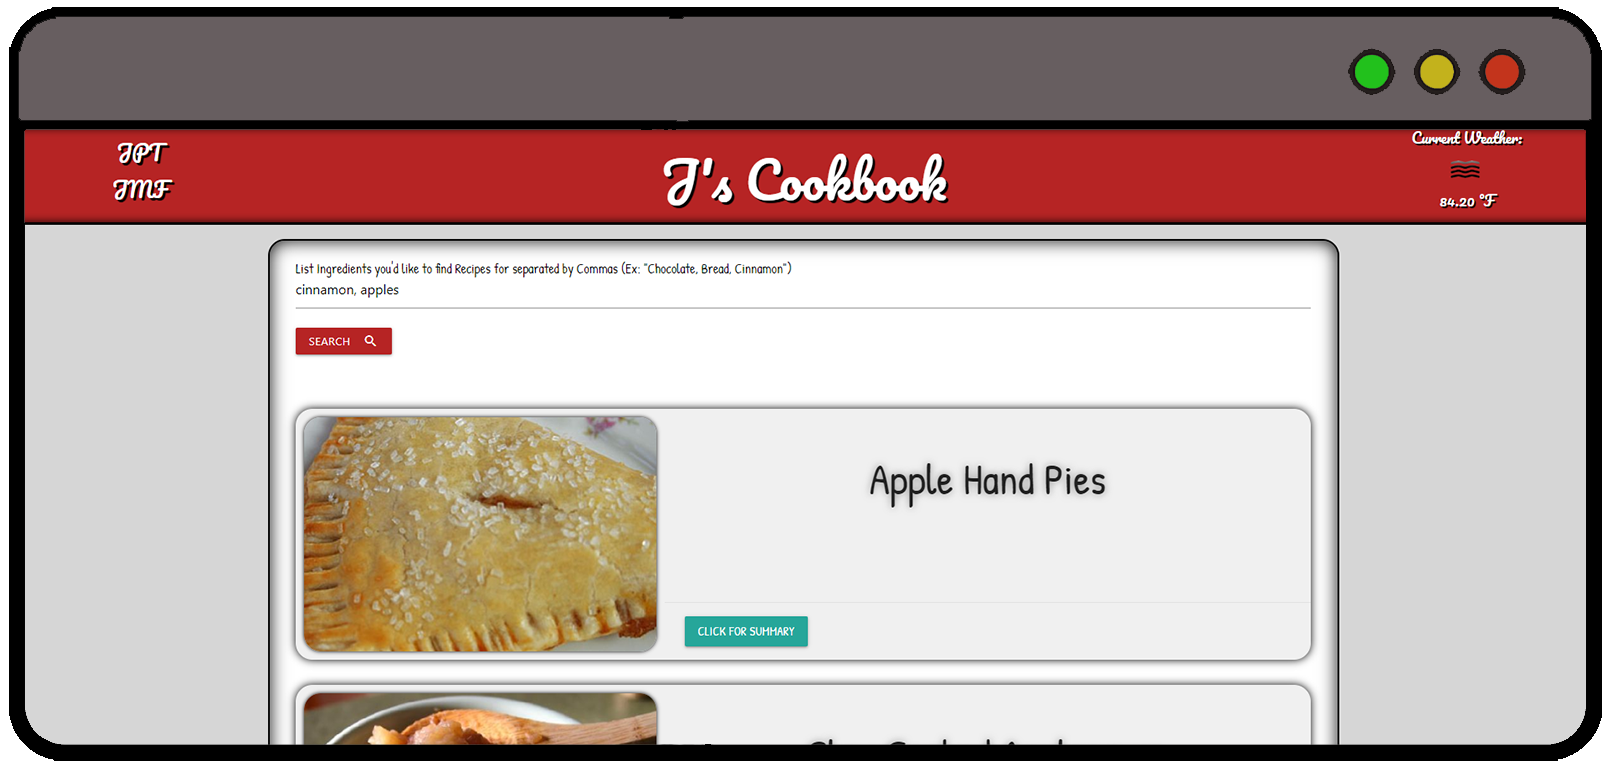 JPT
JMF
J's Cookbook
Current Weather:
84.20 °F
List Ingredients you'd like to find Recipes for separated by Commas (Ex: "Chocolate, Bread, Cinnamon")
cinnamon, apples
SEARCH
Apple Hand Pies
CLICK FOR SUMMARY